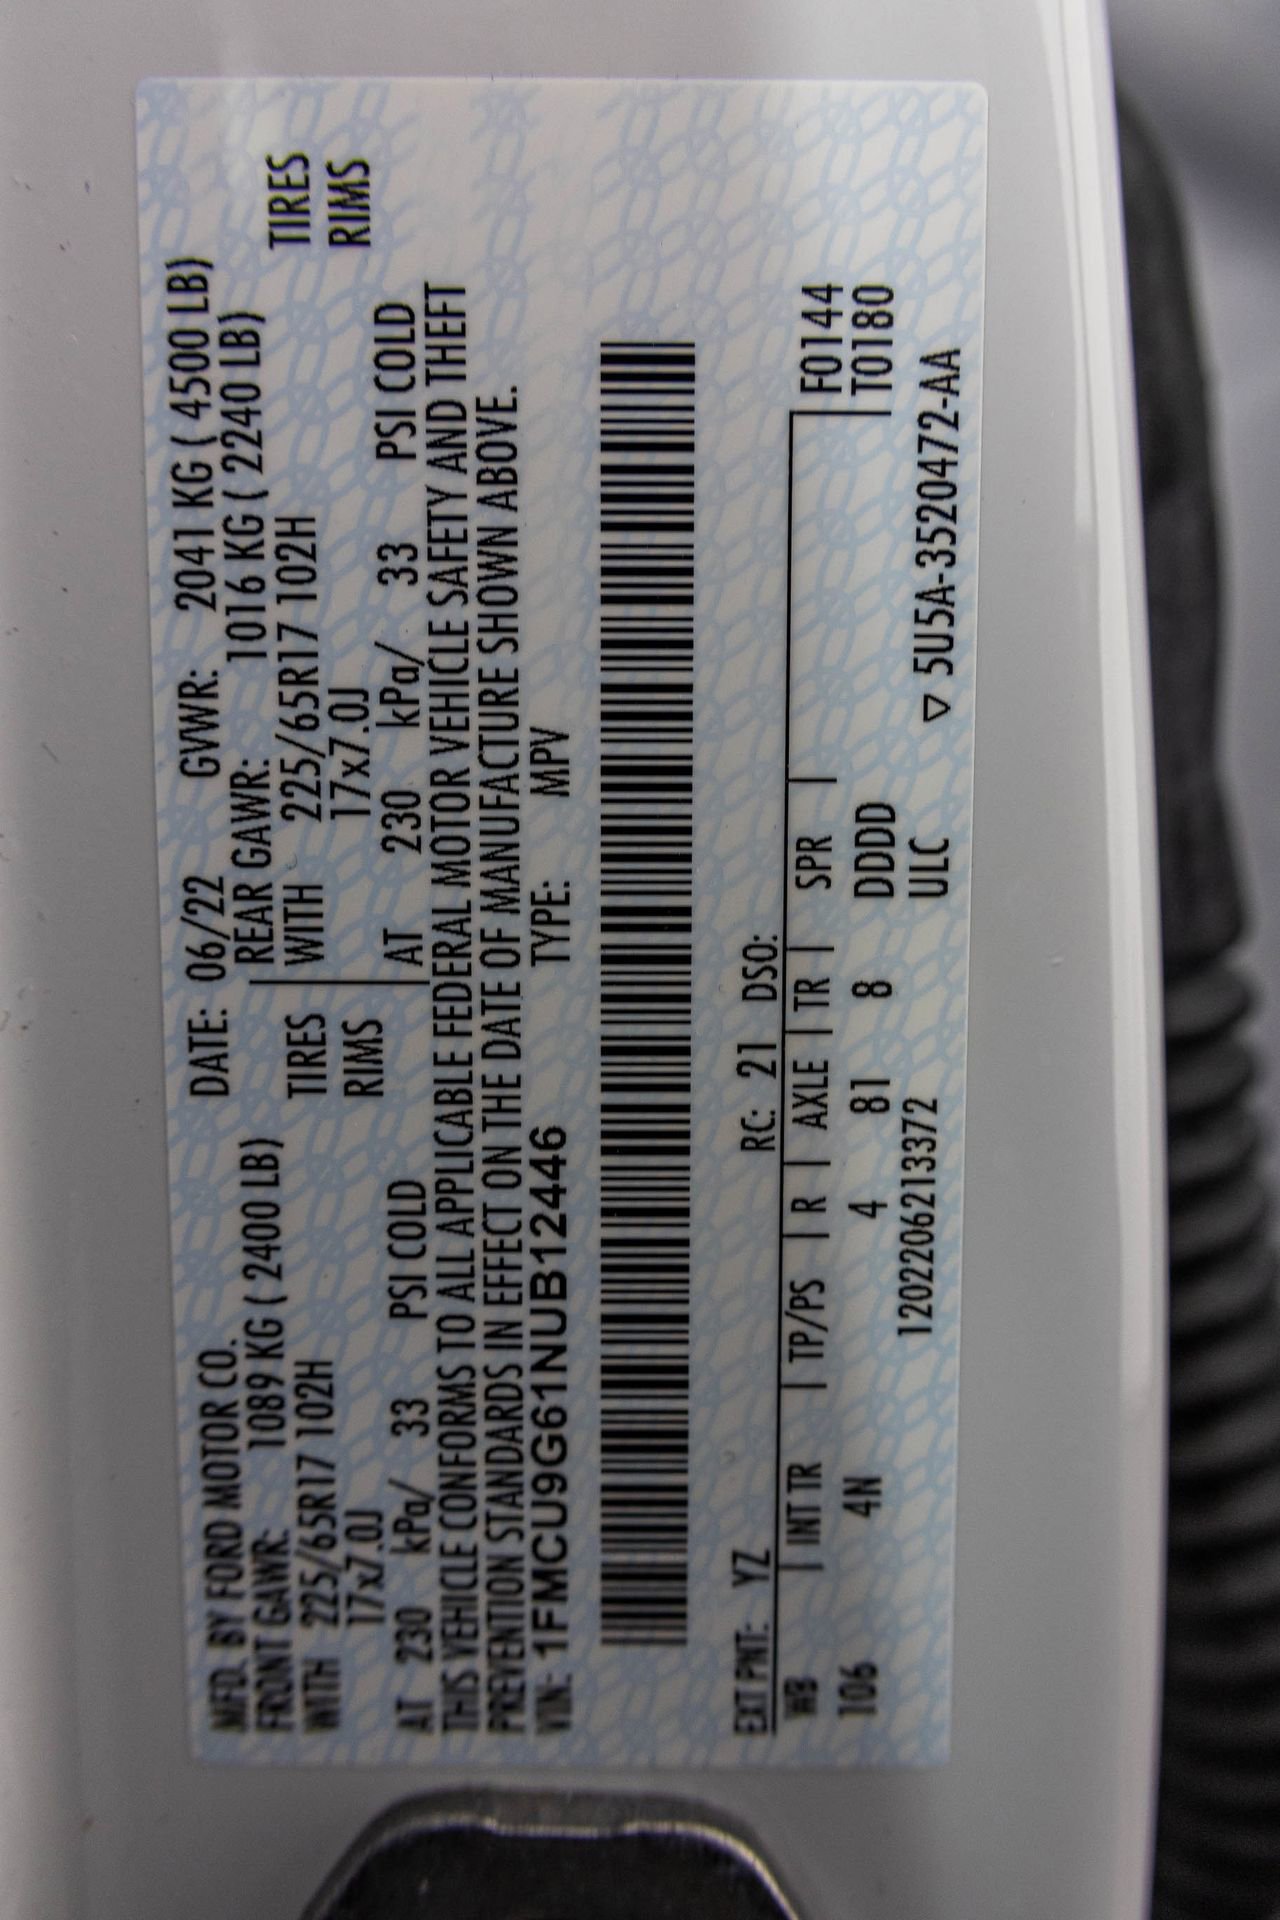 MFD. BY FORD MOTOR CO. DATE: 06/22 GVWR: 2041 KG ( 4500 LB)
FRONT GAWR: 1089 KG ( 2400 LB) REAR GAWR: 1016 KG ( 2240 LB)
WITH 225/65R17 102H TIRES WITH 225/65R17 102H TIRES
17x7.0J RIMS 17x7.0J RIMS
AT 230 kPa/ 33 PSI COLD AT 230 kPa/ 33 PSI COLD
THIS VEHICLE CONFORMS TO ALL APPLICABLE FEDERAL MOTOR VEHICLE SAFETY AND THEFT
PREVENTION STANDARDS IN EFFECT ON THE DATE OF MANUFACTURE SHOWN ABOVE.
VIN: 1FMCU9G61NUB12446 TYPE: MPV
EXT PNT: YZ RC: 21 DSO:
WB | INT TR | TP/PS | R | AXLE | TR | SPR | F0144
106 4N 4 81 8 DDDD T0180
1202206213372 ULC ▽ 5U5A-3520472-AA